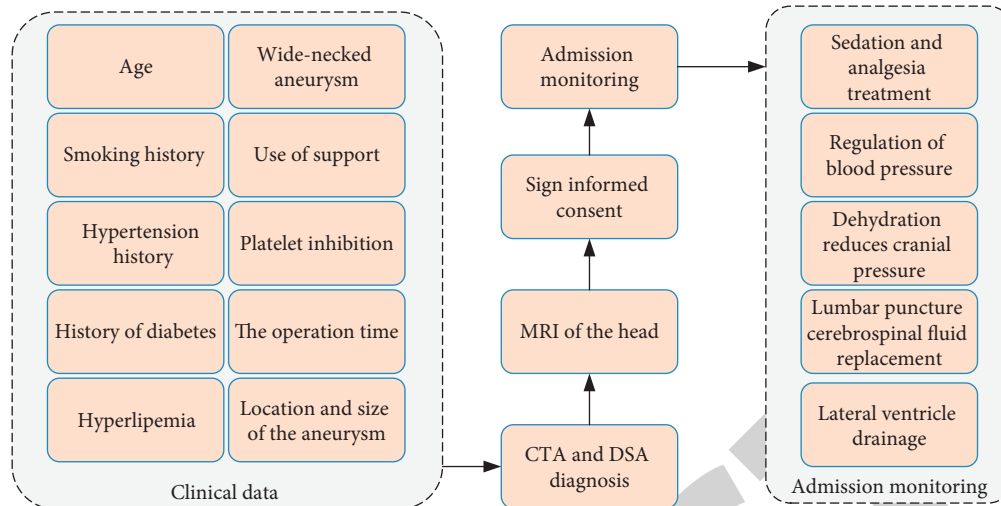 Age
Wide-necked
aneurysm
Smoking history
Use of support
Hypertension
history
Platelet inhibition
History of diabetes
The operation time
Hyperlipemia
Location and size
of the aneurysm
Clinical data
Admission
monitoring
Sign informed
consent
MRI of the head
CTA and DSA
diagnosis
Sedation and
analgesia
treatment
Regulation of
blood pressure
Dehydration
reduces cranial
pressure
Lumbar puncture
cerebrospinal fluid
replacement
Lateral ventricle
drainage
Admission monitoring